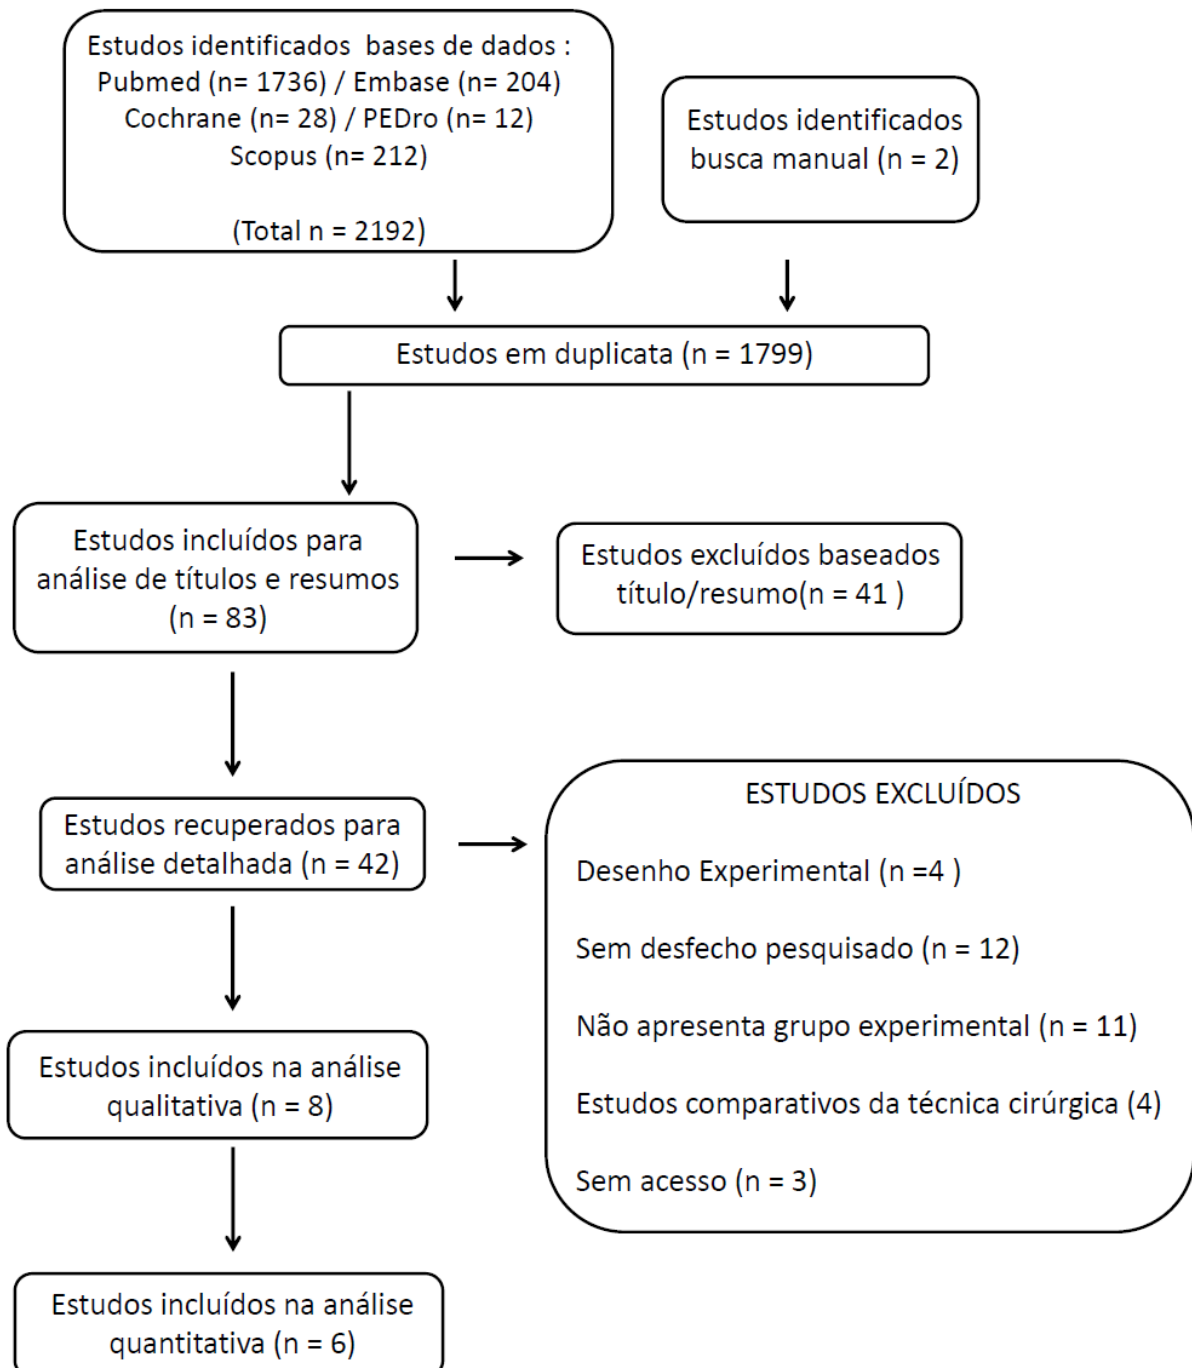 Estudos identificados bases de dados :
Pubmed (n= 1736) / Embase (n= 204)
Cochrane (n= 28) / PEDro (n= 12)
Scopus (n= 212)
(Total n = 2192)
Estudos identificados
busca manual (n = 2)
Estudos em duplicata (n = 1799)
Estudos incluídos para
análise de títulos e resumos
(n = 83)
Estudos excluídos baseados
título/resumo(n = 41 )
Estudos recuperados para
análise detalhada (n = 42)
ESTUDOS EXCLUÍDOS
Desenho Experimental (n =4 )
Sem desfecho pesquisado (n = 12)
Não apresenta grupo experimental (n = 11)
Estudos comparativos da técnica cirúrgica (4)
Sem acesso (n = 3)
Estudos incluídos na análise
qualitativa (n = 8)
Estudos incluídos na análise
quantitativa (n = 6)